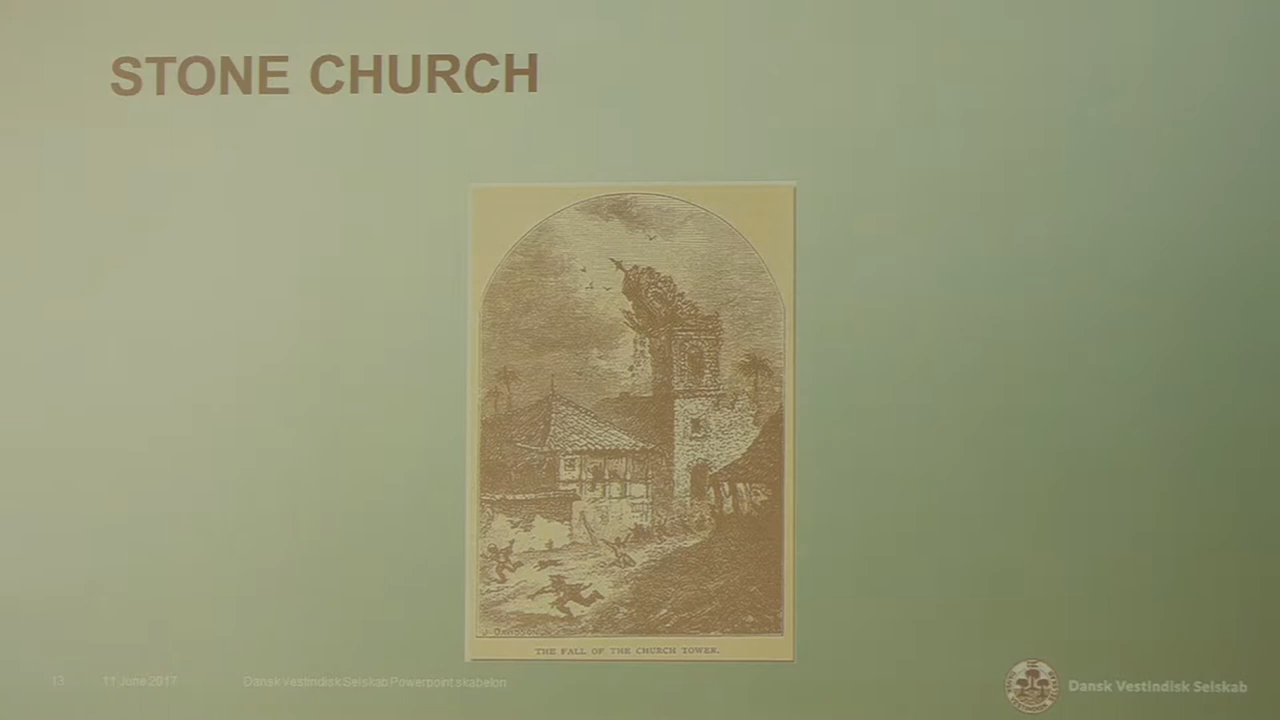 STONE CHURCH
THE FALL OF THE CHURCH TOWER.
13 11 June 2017 Dansk Vestindisk Selskab Powerpoint skabelon
Dansk Vestindisk Selskab